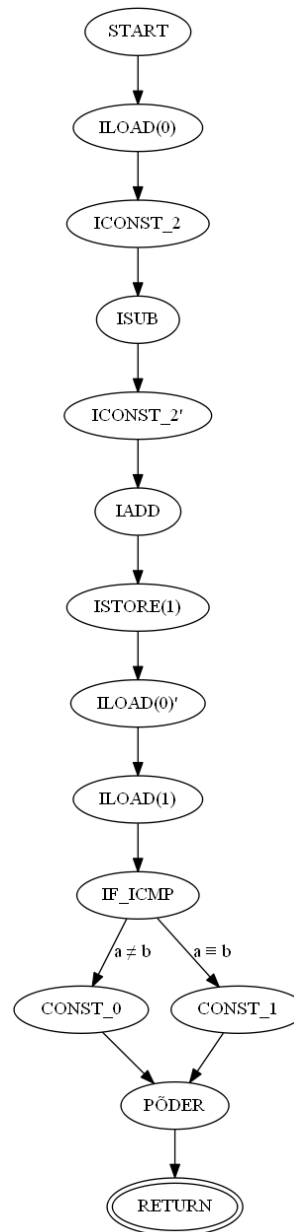 START
ILOAD(0)
ICONST_2
ISUB
ICONST_2'
IADD
ISTORE(1)
ILOAD(0)'
ILOAD(1)
IF_ICMP
a ≠ b
a ≡ b
CONST_0
CONST_1
PÕDER
RETURN